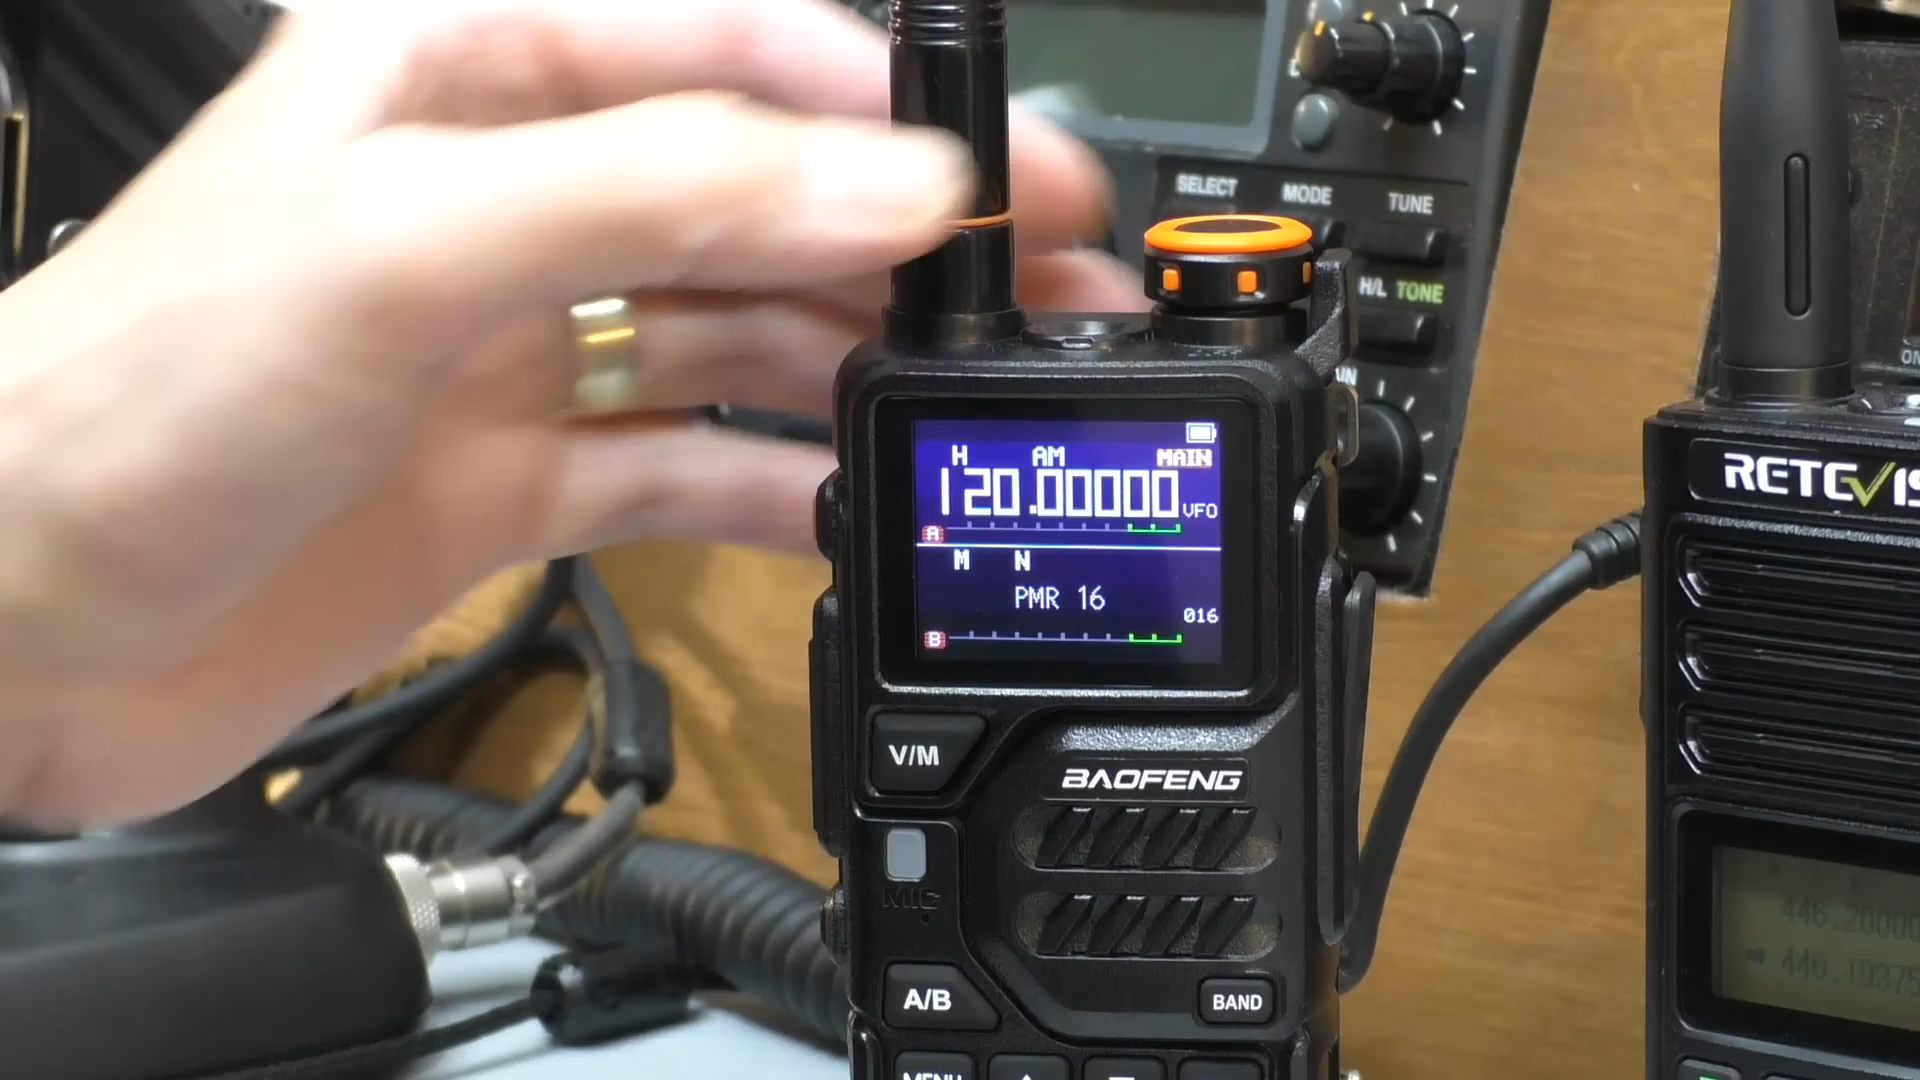 SELECT MODE TUNE
H/L TONE
H AM MAIN
120.00000 VFO
A
M N
PMR 16
016
B
V/M
BAOFENG
MIC
A/B
BAND
MENU
RETEVIS
446.20000
446.19375